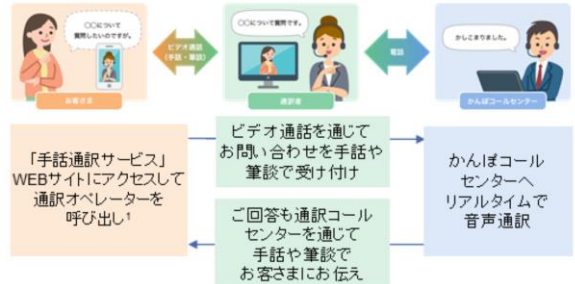 〇〇について
質問したいのですが。
ビデオ通話
(手話・筆談)
〇〇について質問です。
電話
かしこまりました。
お客さま
通訳者
かんぽコールセンター
「手話通訳サービス」
WEBサイトにアクセスして
通訳オペレーターを
呼び出し¹
ビデオ通話を通じて
お問い合わせを手話や
筆談で受け付け
かんぽコール
センターへ
リアルタイムで
音声通訳
ご回答も通訳コール
センターを通じて
手話や筆談で
お客さまにお伝え